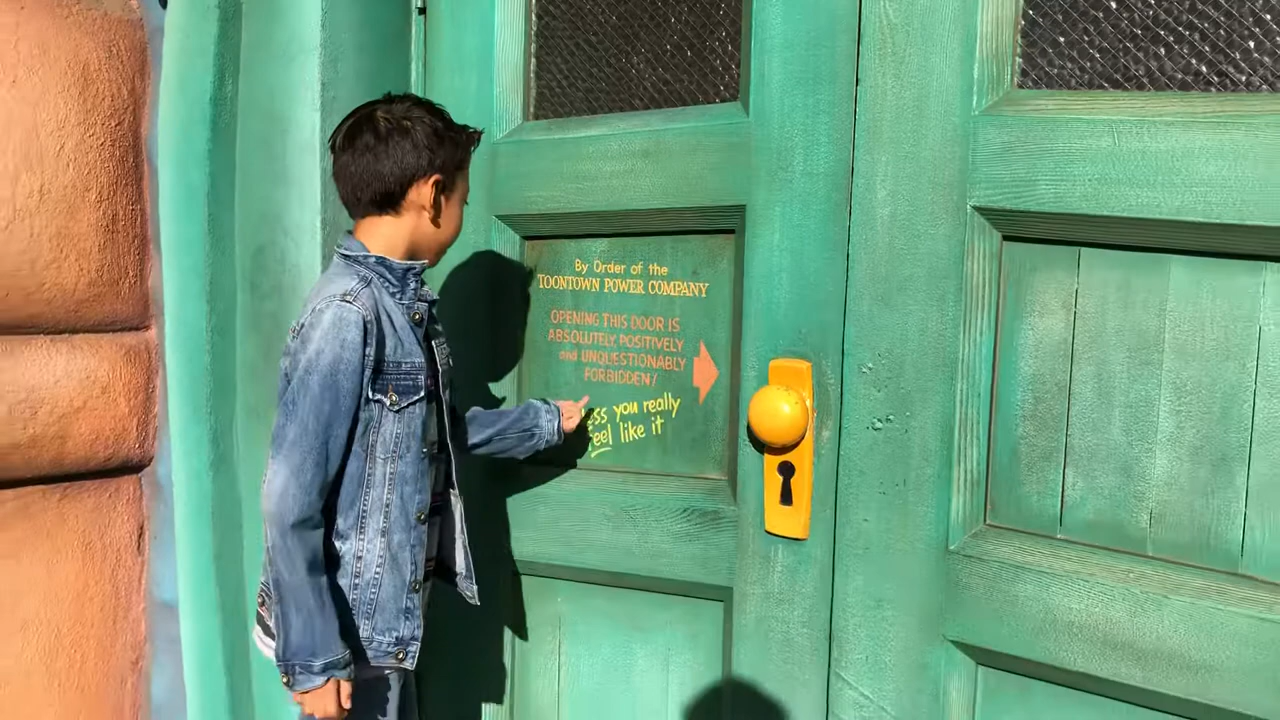 By Order of the
TOONTOWN POWER COMPANY
OPENING THIS DOOR IS
ABSOLUTELY, POSITIVELY
and UNQUESTIONABLY
FORBIDDEN!
you really
like it